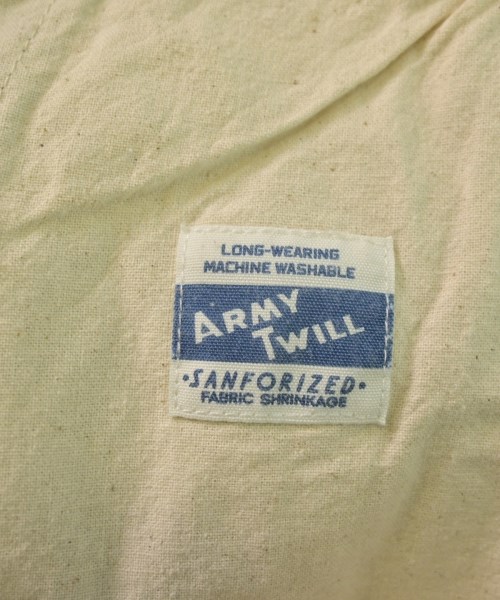 LONG-WEARING
MACHINE WASHABLE
ARMY
TWILL
•SANFORIZED•
FABRIC SHRINKAGE